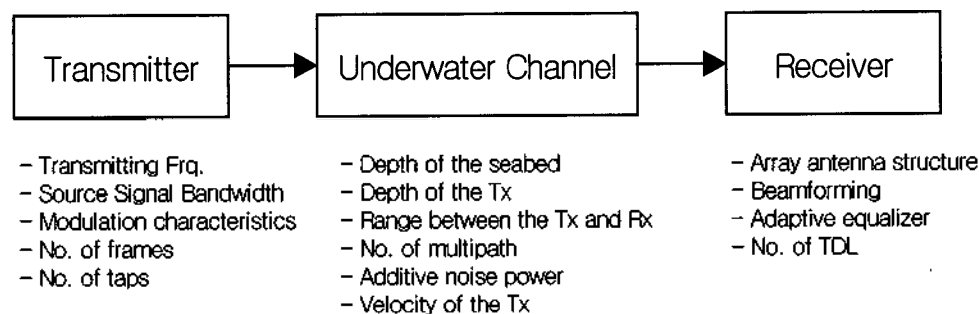 Transmitter
Underwater Channel
Receiver
– Transmitting Frq.
– Source Signal Bandwidth
– Modulation characteristics
– No. of frames
– No. of taps
– Depth of the seabed
– Depth of the Tx
– Range between the Tx and Rx
– No. of multipath
– Additive noise power
– Velocity of the Tx
– Array antenna structure
– Beamforming
– Adaptive equalizer
– No. of TDL